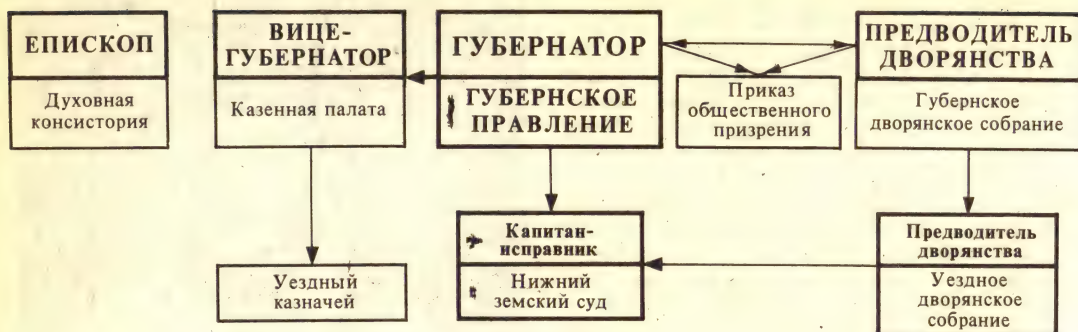 ЕПИСКОП
Духовная
консистория
ВИЦЕ-
ГУБЕРНАТОР
Казенная палата
ГУБЕРНАТОР
ГУБЕРНСКОЕ
ПРАВЛЕНИЕ
Приказ
общественного
призрения
ПРЕДВОДИТЕЛЬ
ДВОРЯНСТВА
Губернское
дворянское собрание
Уездный
казначей
Капитан-
исправник
Нижний
земский суд
Предводитель
дворянства
Уездное
дворянское
собрание